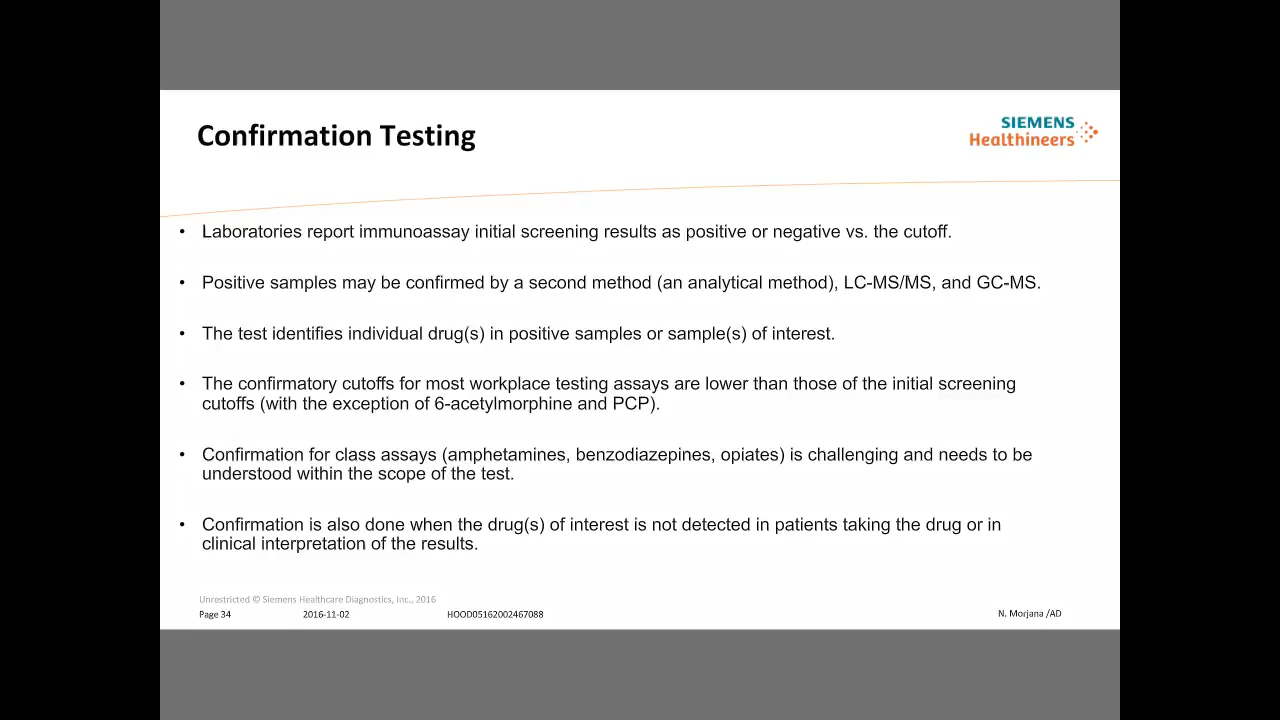 Confirmation Testing
SIEMENS
Healthineers
• Laboratories report immunoassay initial screening results as positive or negative vs. the cutoff.
• Positive samples may be confirmed by a second method (an analytical method), LC-MS/MS, and GC-MS.
• The test identifies individual drug(s) in positive samples or sample(s) of interest.
• The confirmatory cutoffs for most workplace testing assays are lower than those of the initial screening
cutoffs (with the exception of 6-acetylmorphine and PCP).
• Confirmation for class assays (amphetamines, benzodiazepines, opiates) is challenging and needs to be
understood within the scope of the test.
• Confirmation is also done when the drug(s) of interest is not detected in patients taking the drug or in
clinical interpretation of the results.
Unrestricted © Siemens Healthcare Diagnostics, Inc., 2016
Page 34 2016-11-02 HOOD05162002467088 N. Morjana /AD